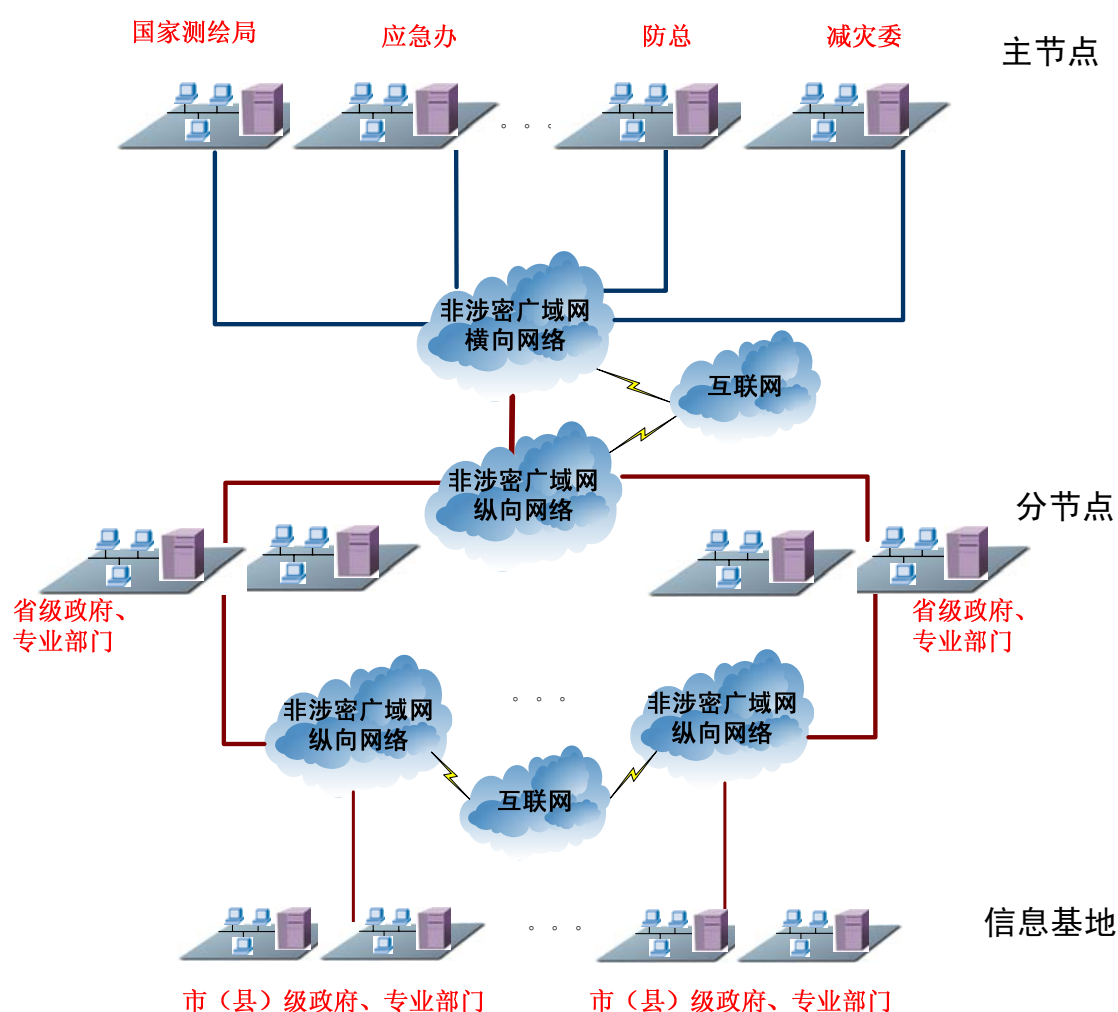 国家测绘局
应急办
防总
减灾委
主节点
。。。
非涉密广域网
横向网络
互联网
非涉密广域网
纵向网络
分节点
省级政府、
专业部门
省级政府、
专业部门
非涉密广域网
纵向网络
。。。
非涉密广域网
纵向网络
互联网
。。。
信息基地
市（县）级政府、专业部门
市（县）级政府、专业部门